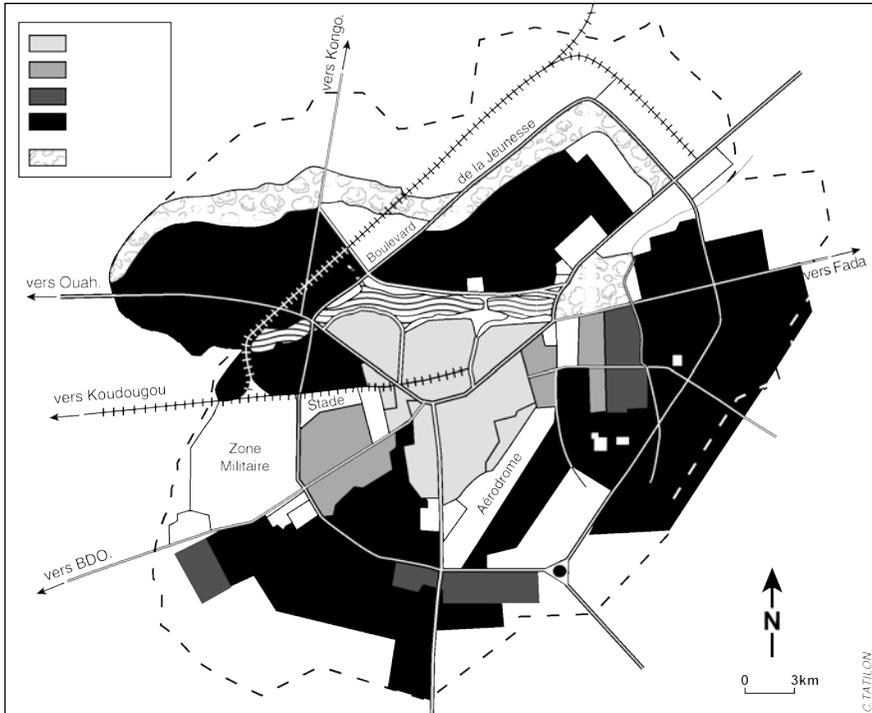 vers Kongo.
de la Jeunesse
Boulevard
vers Ouah.
vers Fada
vers Koudougou
Stade
Zone
Militaire
Aérodrome
vers BDO.
N
0 3km
C.TATILON